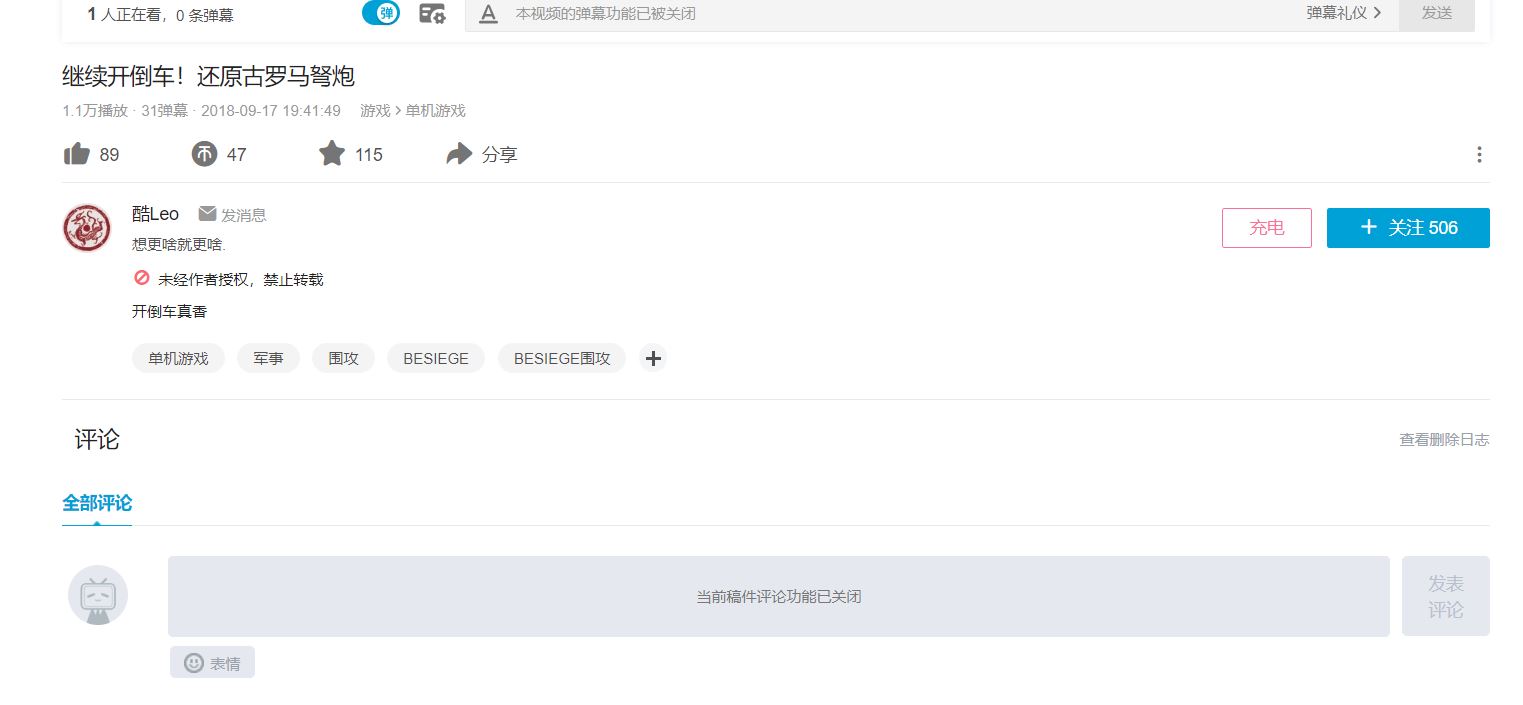 1 人正在看，0 条弹幕 弹 A 本视频的弹幕功能已被关闭 弹幕礼仪 发送
继续开倒车！还原古罗马弩炮
1.1万播放 · 31弹幕 · 2018-09-17 19:41:49 游戏 > 单机游戏
89 47 115 分享
酷Leo 发消息 充电 + 关注 506
想更啥就更啥.
未经作者授权，禁止转载
开倒车真香
单机游戏 军事 围攻 BESIEGE BESIEGE围攻 +
评论 查看删除日志
全部评论
当前稿件评论功能已关闭 发表
评论
表情